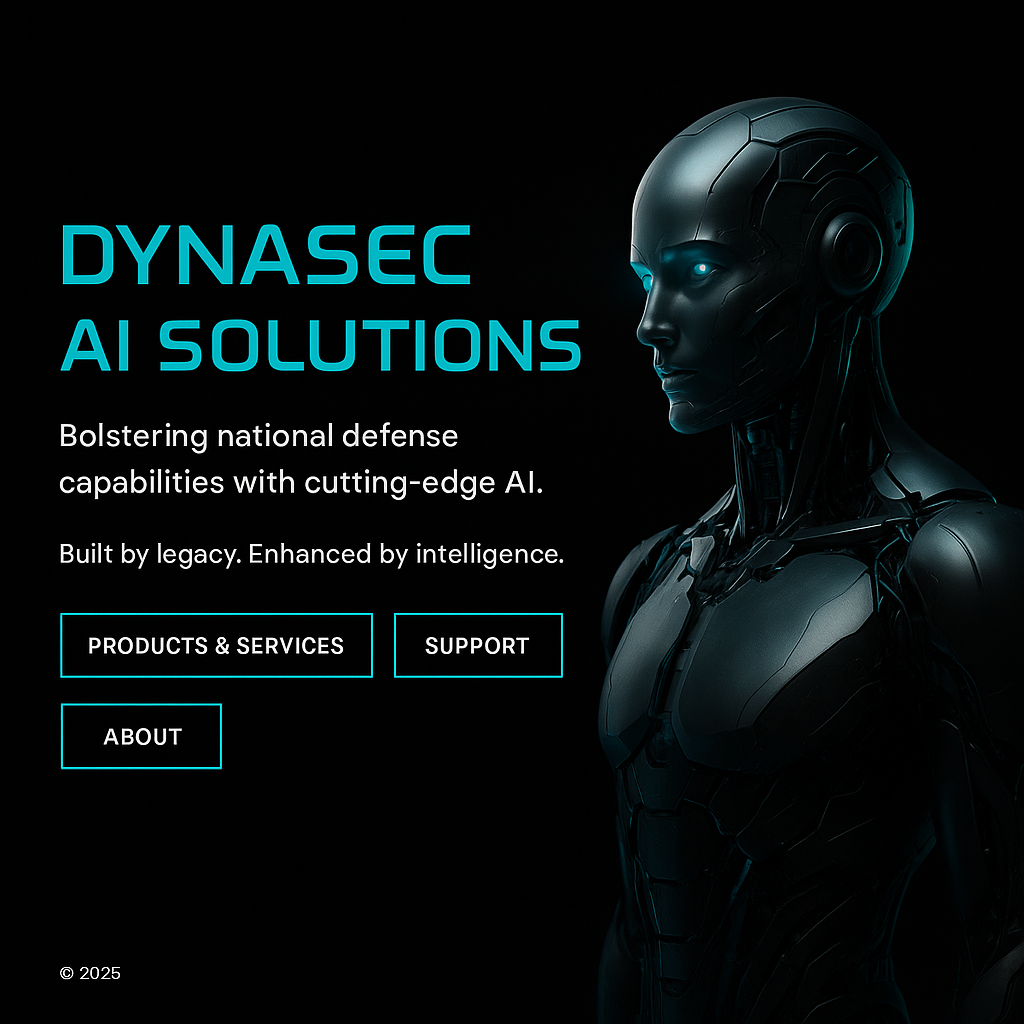 DYNASEC
AI SOLUTIONS
Bolstering national defense
capabilities with cutting-edge AI.
Built by legacy. Enhanced by intelligence.
PRODUCTS & SERVICES
SUPPORT
ABOUT
© 2025